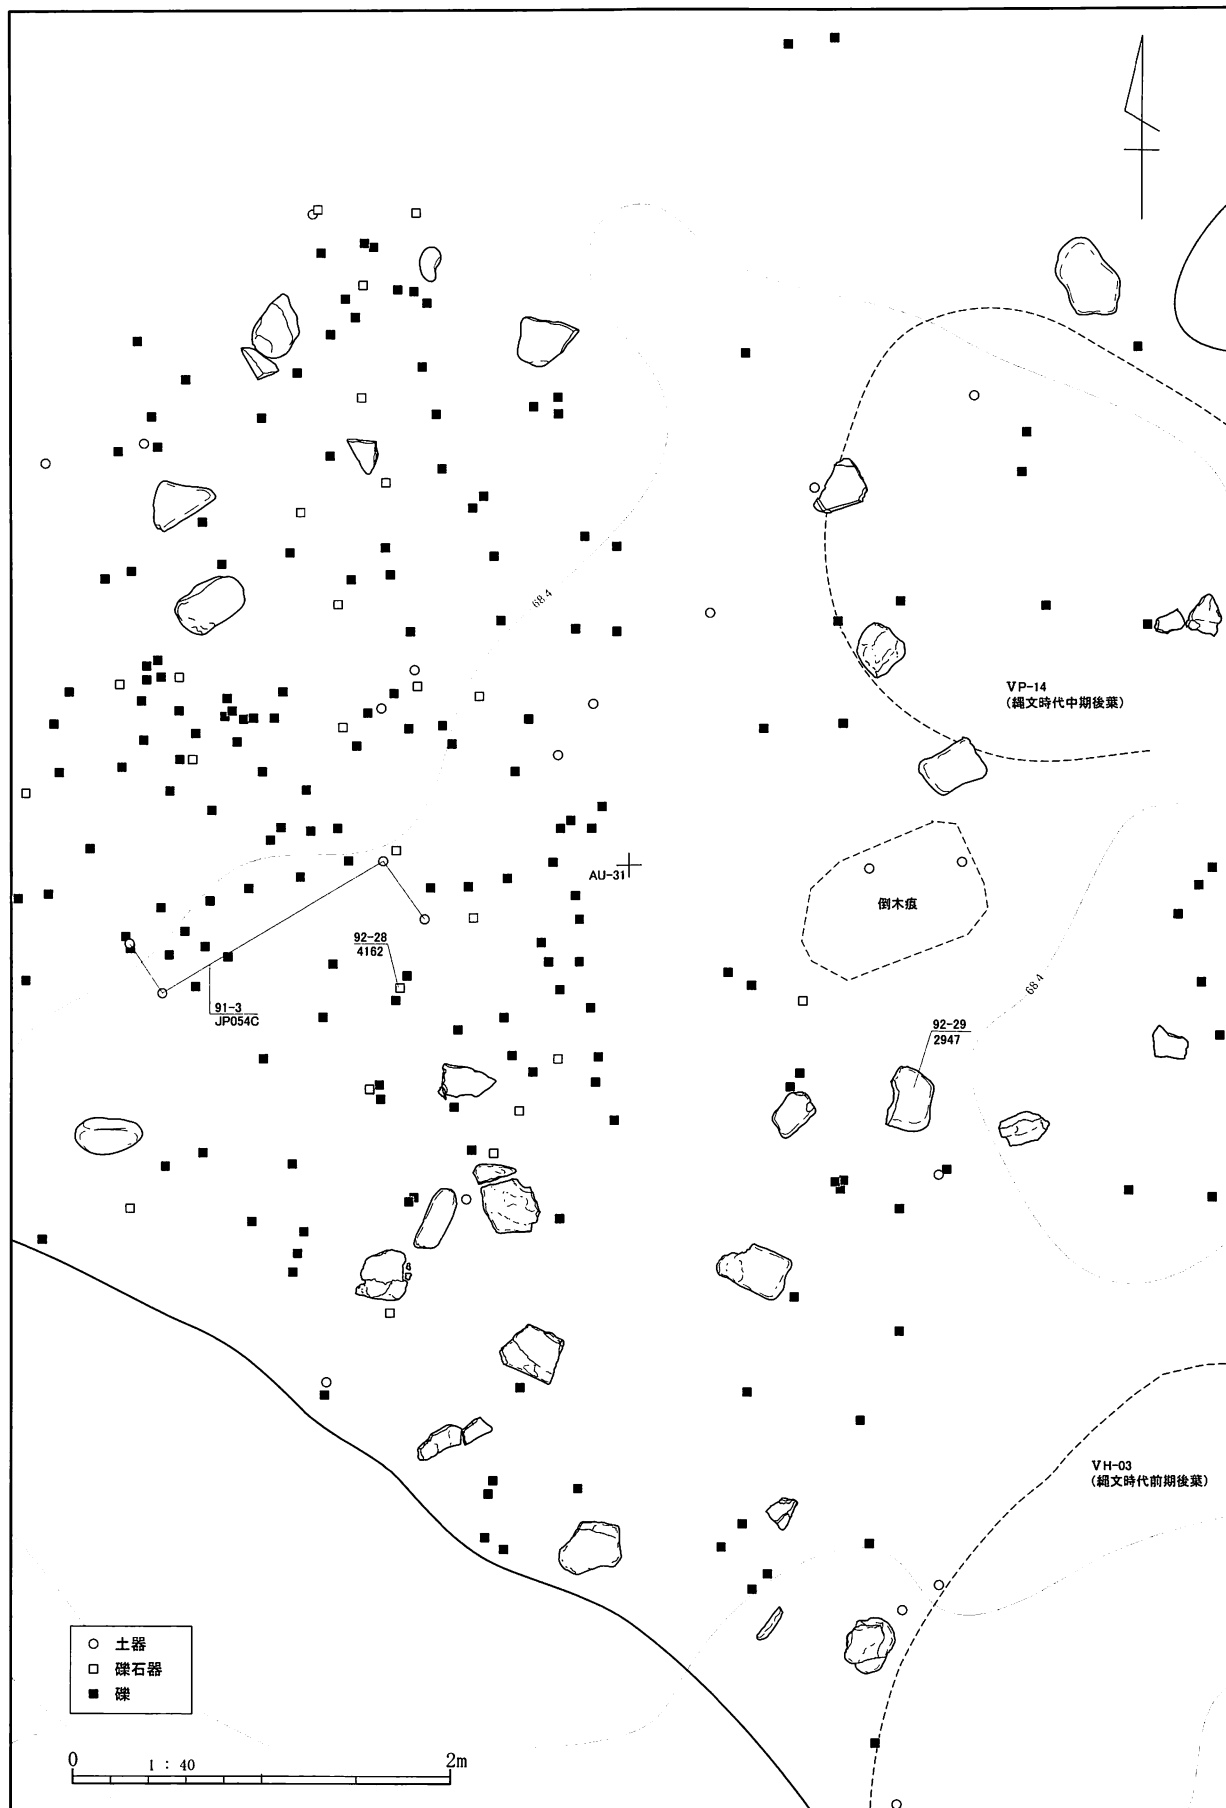 68.4
VP-14
(縄文時代中期後葉)
AU-31
倒木痕
92-28
4162
91-3
JP054C
68.4
92-29
2947
VH-03
(縄文時代前期後葉)
土器
礫石器
礫
0 1 : 40 2m